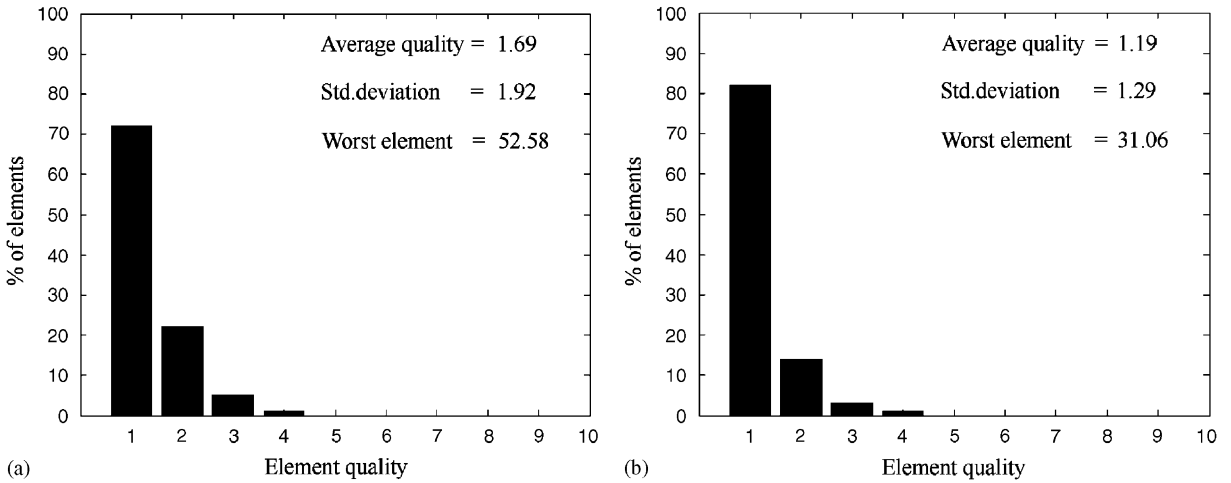 100
90
80
70
60
50
40
30
20
10
0
% of elements
Average quality = 1.69
Std.deviation = 1.92
Worst element = 52.58
1 2 3 4 5 6 7 8 9 10
Element quality
(a)
100
90
80
70
60
50
40
30
20
10
0
% of elements
Average quality = 1.19
Std.deviation = 1.29
Worst element = 31.06
1 2 3 4 5 6 7 8 9 10
Element quality
(b)